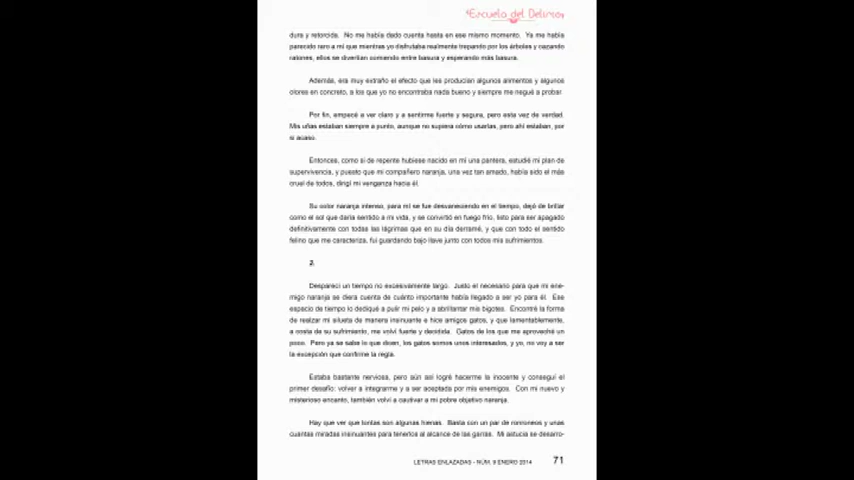 Escuela del Delirio
dura y retorcida. No me había dado cuenta hasta en ese mismo momento. Ya me había
parecido raro a mí que mientras yo disfrutaba realmente trepando por los árboles y cazando
ratones, ellos se divertían comiendo entre basura y esperando más basura.
Además, era muy extraño el efecto que les producían algunos alimentos y algunos
olores en concreto, a los que yo no encontraba nada bueno y siempre me negué a probar.
Por fin, empecé a ver claro y a sentirme fuerte y segura, pero esta vez de verdad.
Mis uñas estaban siempre a punto, aunque no supiera cómo usarlas, pero ahí estaban, por
si acaso.
Entonces, como si de repente hubiese nacido en mí una pantera, estudié mi plan de
supervivencia, y puesto que mi compañero naranja, una vez tan amado, había sido el más
cruel de todos, dirigí mi venganza hacia él.
Su color naranja intenso, para mí se fue desvaneciendo en el tiempo, dejó de brillar
como el sol que daría sentido a mi vida, y se convirtió en fuego frío, listo para ser apagado
definitivamente con todas las lágrimas que en su día derramé, y que con todo el sentido
felino que me caracteriza, fui guardando bajo llave junto con todos mis sufrimientos.
2.
Desparecí un tiempo no excesivamente largo. Justo el necesario para que mi ene-
migo naranja se diera cuenta de cuánto importante había llegado a ser yo para él. Ese
espacio de tiempo lo dediqué a pulir mi pelo y a abrillantar mis bigotes. Encontré la forma
de realzar mi silueta de manera insinuante e hice amigos gatos, y que lamentablemente,
a costa de su sufrimiento, me volví fuerte y decidida. Gatos de los que me aproveché un
poco. Pero ya se sabe lo que dicen, los gatos somos unos interesados, y yo, no voy a ser
la excepción que confirme la regla.
Estaba bastante nerviosa, pero aún así logré hacerme la inocente y conseguí el
primer desafío: volver a integrarme y a ser aceptada por mis enemigos. Con mi nuevo y
misterioso encanto, también volví a cautivar a mi pobre objetivo naranja.
Hay que ver que tontas son algunas hienas. Basta con un par de ronroneos y unas
cuantas miradas insinuantes para tenerlos al alcance de las garras. Mi astucia se desarro-
LETRAS ENLAZADAS - NÚM. 9 ENERO 2014 71